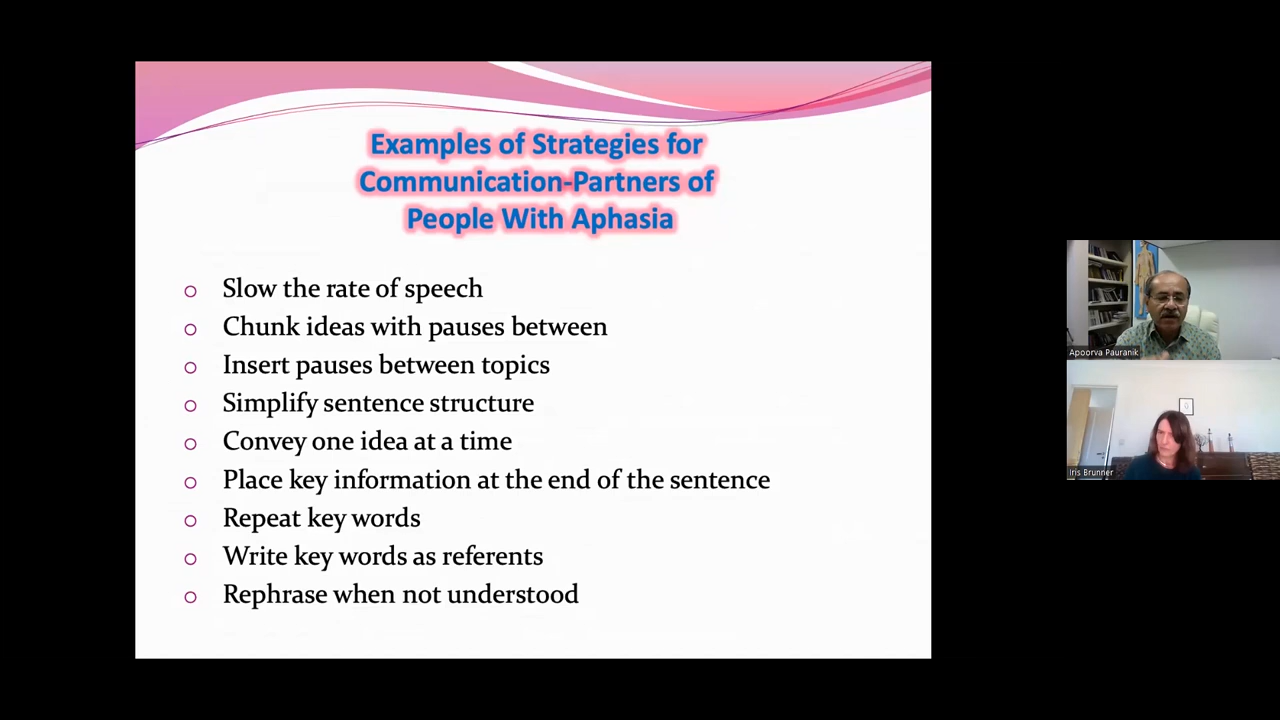 Examples of Strategies for
Communication-Partners of
People With Aphasia
Slow the rate of speech
Chunk ideas with pauses between
Insert pauses between topics
Simplify sentence structure
Convey one idea at a time
Place key information at the end of the sentence
Repeat key words
Write key words as referents
Rephrase when not understood
Apoorva Pauranik
Iris Brunner